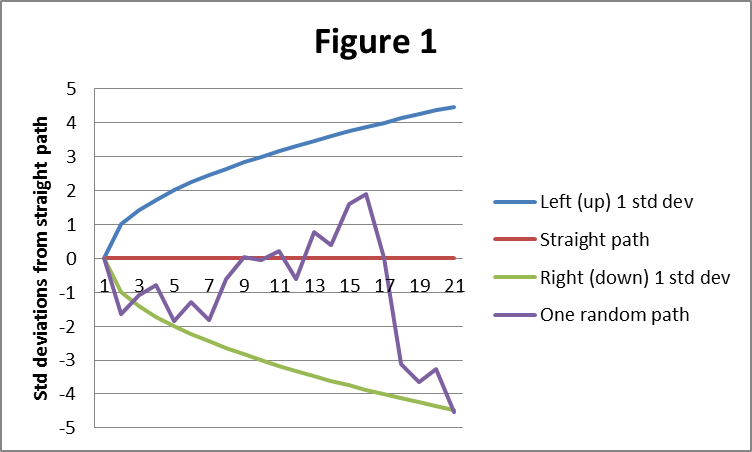 Figure 1
Std deviations from straight path
5
4
3
2
1
0
-1
-2
-3
-4
-5
1 3 5 7 9 11 13 15 17 19 21
Left (up) 1 std dev
Straight path
Right (down) 1 std dev
One random path